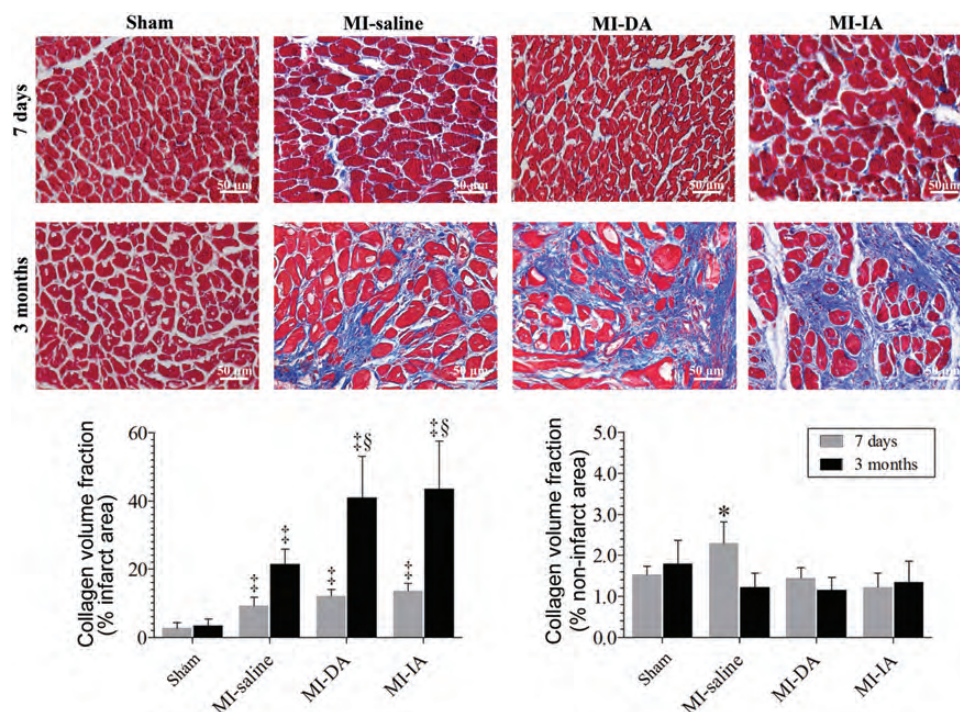 Sham MI-saline MI-DA MI-IA
7 days
50 μm 50 μm 50 μm 50 μm
3 months
50 μm 50 μm 50 μm 50 μm
Collagen volume fraction
(% infarct area)
60
40
20
0
‡ ‡ ‡ ‡ ‡§ ‡ ‡§
Sham MI-saline MI-DA MI-IA
Collagen volume fraction
(% non-infarct area)
5.0
4.0
3.0
2.0
1.0
0.0
7 days
3 months
*
Sham MI-saline MI-DA MI-IA